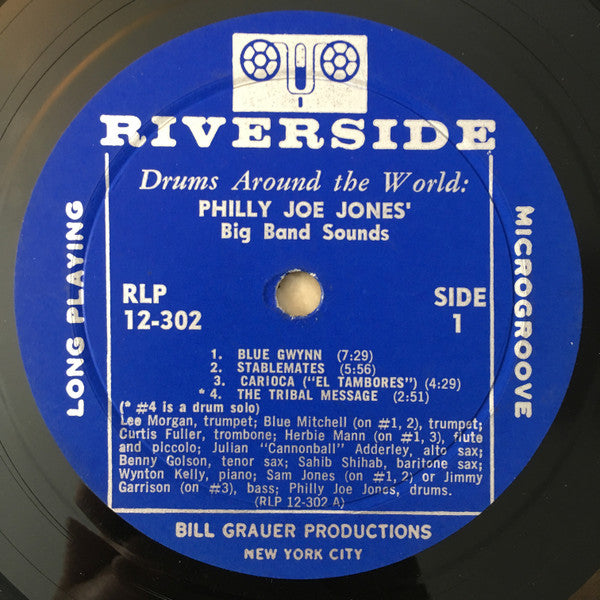 RIVERSIDE
Drums Around the World:
PHILLY JOE JONES'
Big Band Sounds
LONG PLAYING
MICROGROOVE
RLP
12-302
SIDE
1
1. BLUE GWYNN (7:29)
2. STABLEMATES (5:56)
3. CARIOCA ("EL TAMBORES") (4:29)
* 4. THE TRIBAL MESSAGE (2:51)
(* #4 is a drum solo)
Lee Morgan, trumpet; Blue Mitchell (on #1, 2), trumpet;
Curtis Fuller, trombone; Herbie Mann (on #1, 3), flute
and piccolo; Julian "Cannonball" Adderley, alto sax;
Benny Golson, tenor sax; Sahib Shihab, baritone sax;
Wynton Kelly, piano; Sam Jones (on #1, 2) or Jimmy
Garrison (on #3), bass; Philly Joe Jones, drums.
(RLP 12-302 A)
BILL GRAUER PRODUCTIONS
NEW YORK CITY